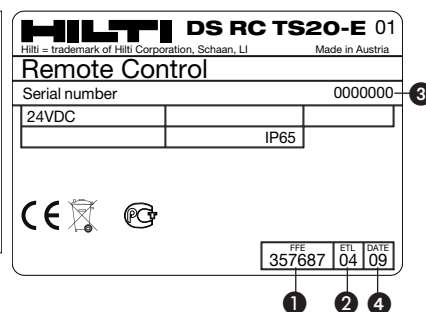 HILTI DS RC TS20-E 01
Hilti = trademark of Hilti Corporation, Schaan, LI Made in Austria
Remote Control
Serial number 0000000 3
24VDC
IP65
CE PCT
FFE ETL DATE
357687 04 09
1 2 4